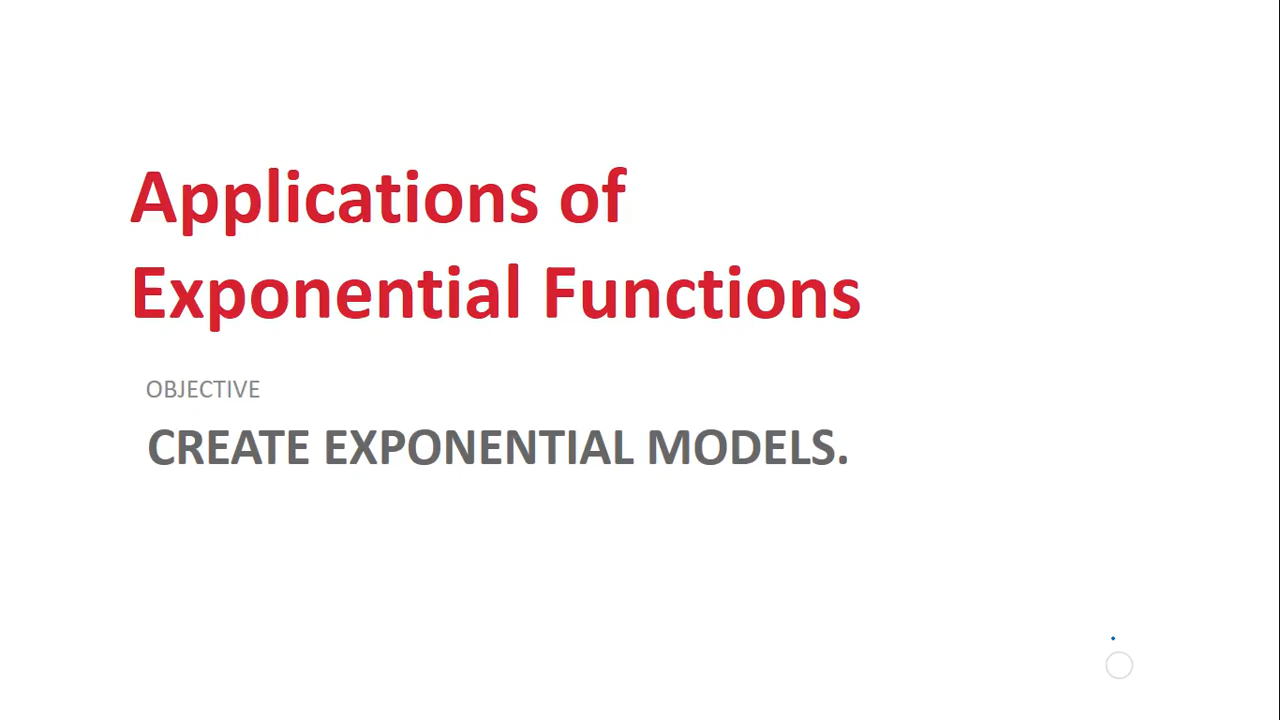 Applications of
Exponential Functions
OBJECTIVE
CREATE EXPONENTIAL MODELS.